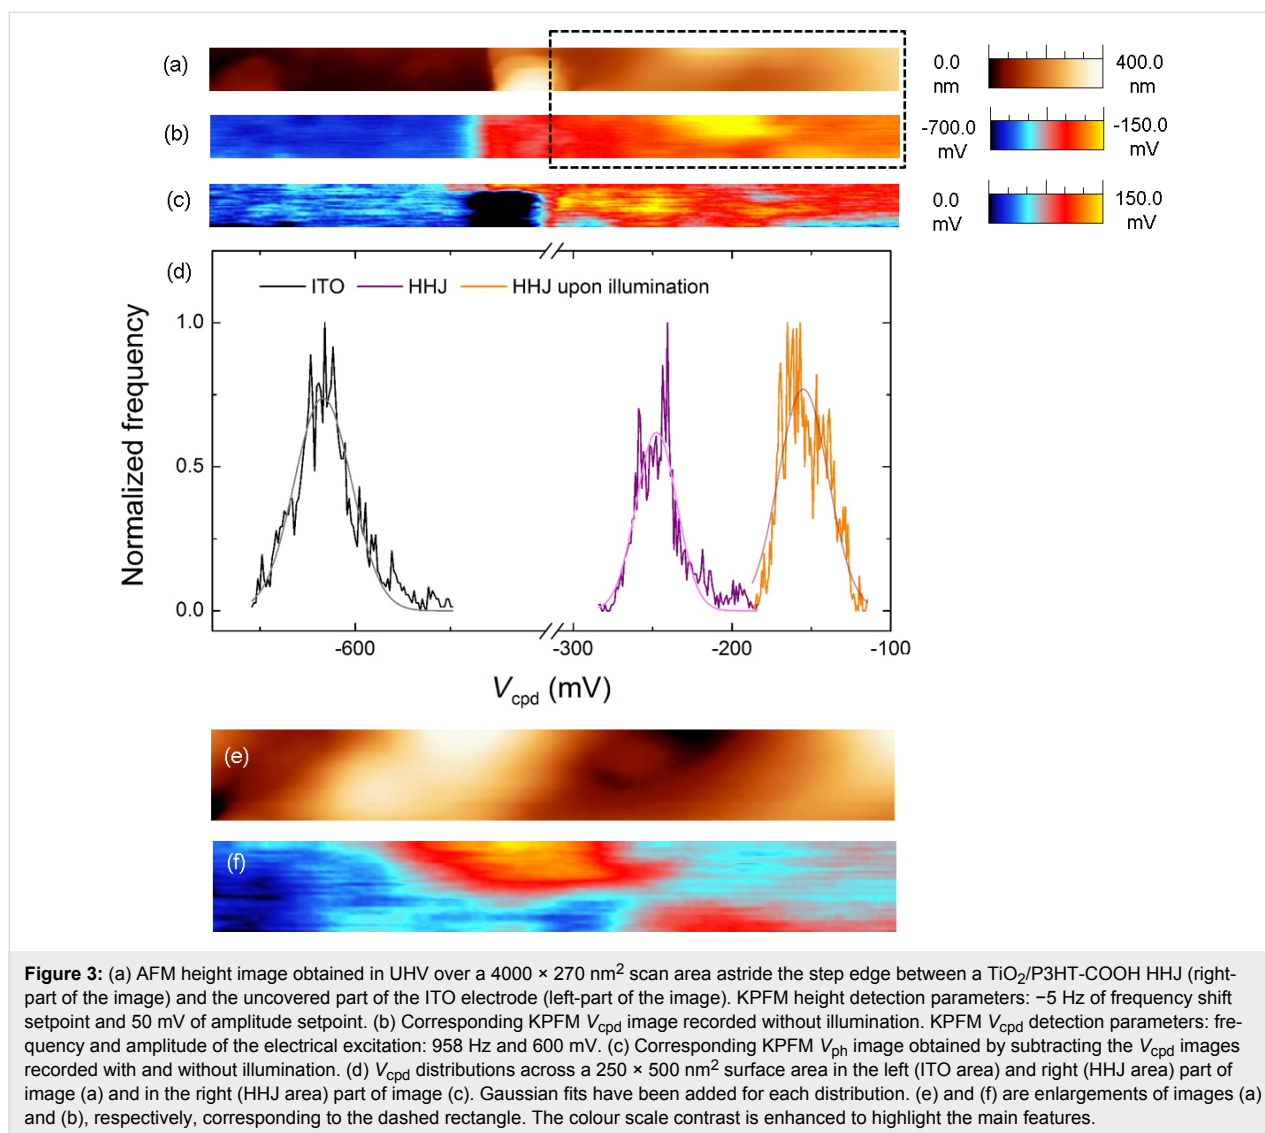 (a)
0.0
nm
400.0
nm
(b)
-700.0
mV
-150.0
mV
(c)
0.0
mV
150.0
mV
(d)
ITO
HHJ
HHJ upon illumination
Normalized frequency
1.0
0.5
0.0
-600
-300
-200
-100
Vcpd (mV)
(e)
(f)
Figure 3: (a) AFM height image obtained in UHV over a 4000 × 270 nm² scan area astride the step edge between a TiO₂/P3HT-COOH HHJ (right-
part of the image) and the uncovered part of the ITO electrode (left-part of the image). KPFM height detection parameters: −5 Hz of frequency shift
setpoint and 50 mV of amplitude setpoint. (b) Corresponding KPFM Vcpd image recorded without illumination. KPFM Vcpd detection parameters: fre-
quency and amplitude of the electrical excitation: 958 Hz and 600 mV. (c) Corresponding KPFM Vph image obtained by subtracting the Vcpd images
recorded with and without illumination. (d) Vcpd distributions across a 250 × 500 nm² surface area in the left (ITO area) and right (HHJ area) part of
image (a) and in the right (HHJ area) part of image (c). Gaussian fits have been added for each distribution. (e) and (f) are enlargements of images (a)
and (b), respectively, corresponding to the dashed rectangle. The colour scale contrast is enhanced to highlight the main features.